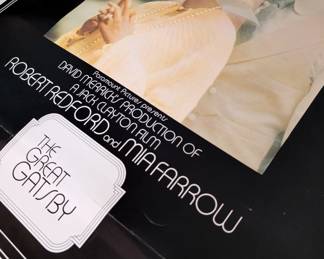 Paramount Pictures presents
DAVID MERRICK'S PRODUCTION OF
A JACK CLAYTON FILM
ROBERT REDFORD and MIA FARROW
THE
GREAT
GATSBY